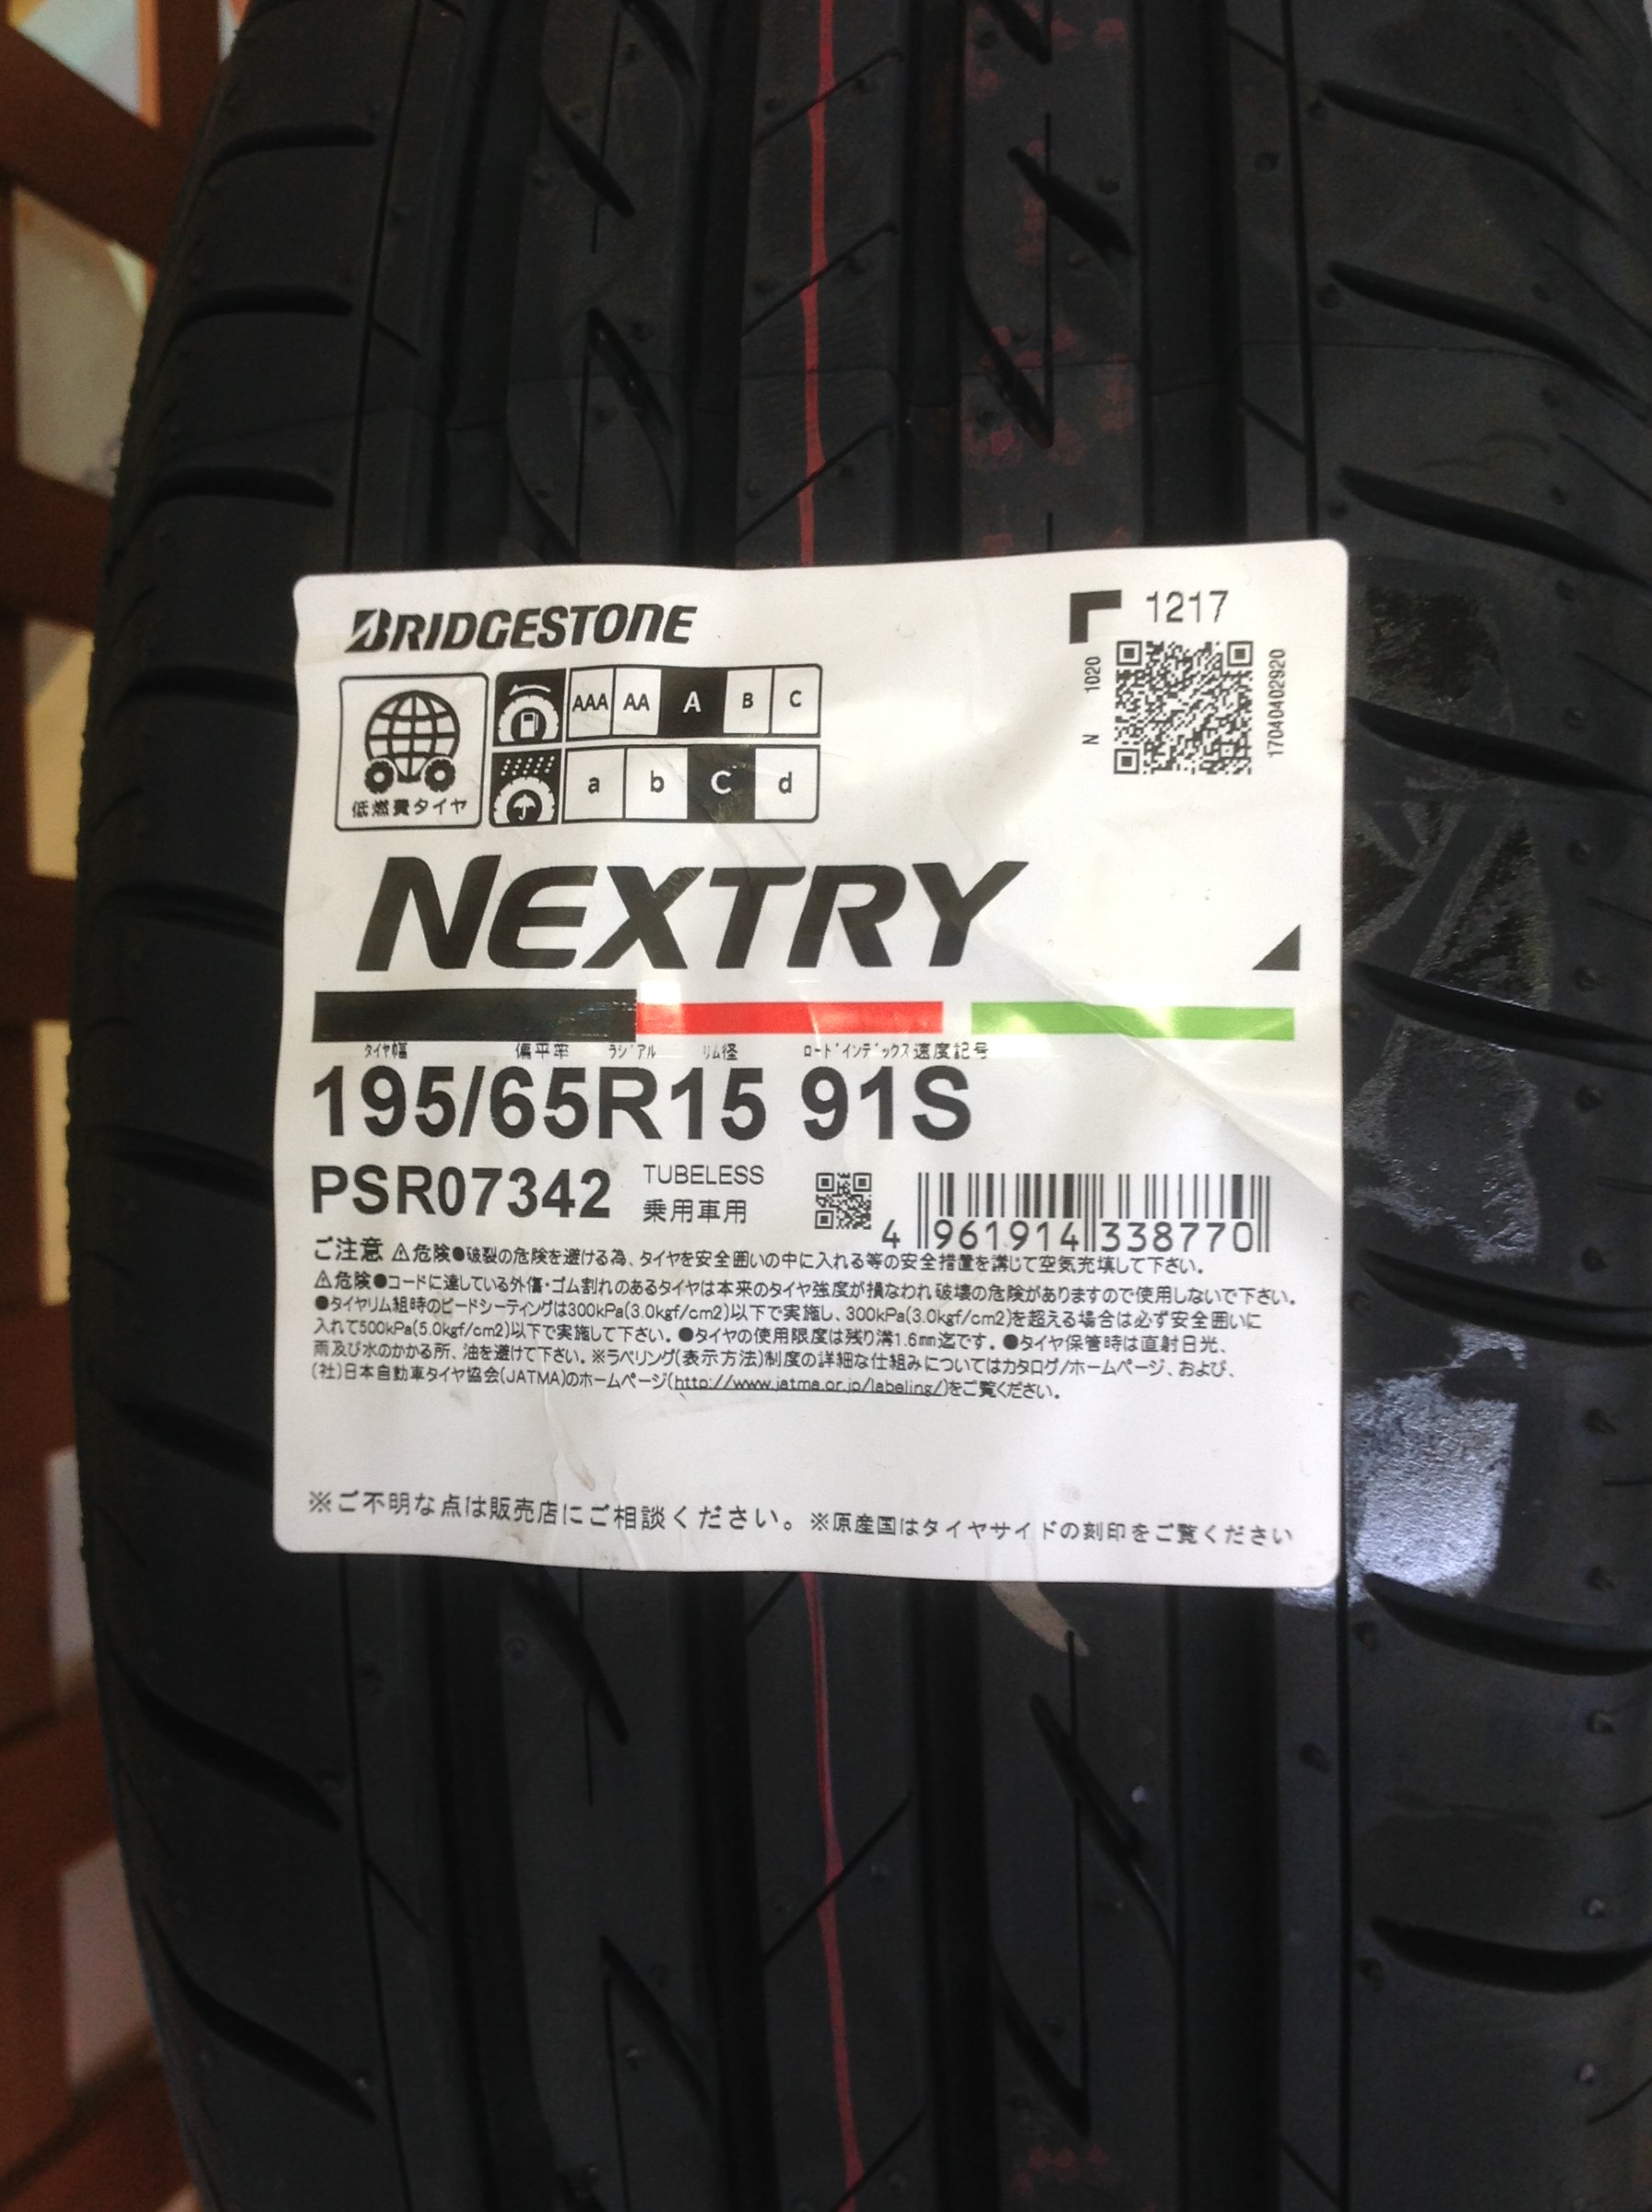 BRIDGESTONE
1217
N 1020
17040402920
AAA AA A B C
a b C d
低燃費タイヤ
NEXTRY
タイヤ幅 偏平率 ラジアル リム径 ロードインデックス 速度記号
195/65R15 91S
PSR07342
TUBELESS
乗用車用
4 961914 338770
ご注意 ⚠危険●破裂の危険を避ける為、タイヤを安全囲いの中に入れる等の安全措置を講じて空気充填して下さい。
⚠危険●コードに達している外傷・ゴム割れのあるタイヤは本来のタイヤ強度が損なわれ破壊の危険がありますので使用しないで下さい。
●タイヤリム組時のビードシーティングは300kPa(3.0kgf/cm2)以下で実施し、300kPa(3.0kgf/cm2)を超える場合は必ず安全囲いに
入れて500kPa(5.0kgf/cm2)以下で実施して下さい。●タイヤの使用限度は残り溝1.6mm迄です。●タイヤ保管時は直射日光、
雨及び水のかかる所、油を避けて下さい。※ラベリング(表示方法)制度の詳細な仕組みについてはカタログ/ホームページ、および、
(社)日本自動車タイヤ協会(JATMA)のホームページ(http://www.jatma.or.jp/labeling/)をご覧ください。
※ご不明な点は販売店にご相談ください。※原産国はタイヤサイドの刻印をご覧ください